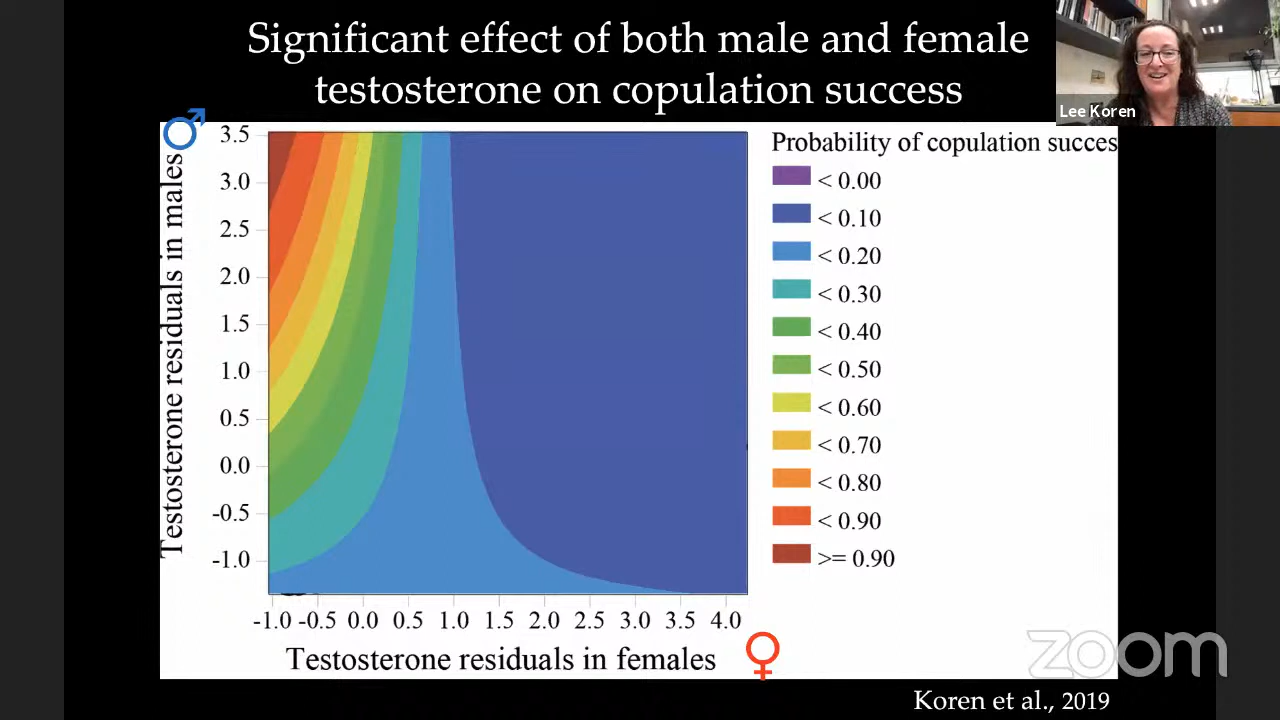 Significant effect of both male and female
testosterone on copulation success
Lee Koren
♂
Testosterone residuals in males
3.5
3.0
2.5
2.0
1.5
1.0
0.5
0.0
-0.5
-1.0
-1.0 -0.5 0.0 0.5 1.0 1.5 2.0 2.5 3.0 3.5 4.0
Testosterone residuals in females
♀
Probability of copulation succes
< 0.00
< 0.10
< 0.20
< 0.30
< 0.40
< 0.50
< 0.60
< 0.70
< 0.80
< 0.90
>= 0.90
zoom
Koren et al., 2019